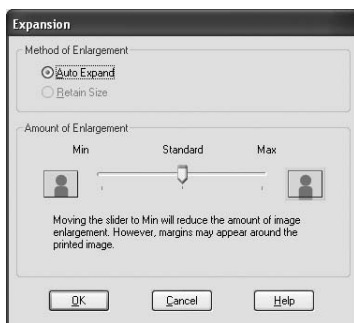 Expansion
Method of Enlargement
Auto Expand
Retain Size
Amount of Enlargement
Min Standard Max
Moving the slider to Min will reduce the amount of image
enlargement. However, margins may appear around the
printed image.
OK Cancel Help